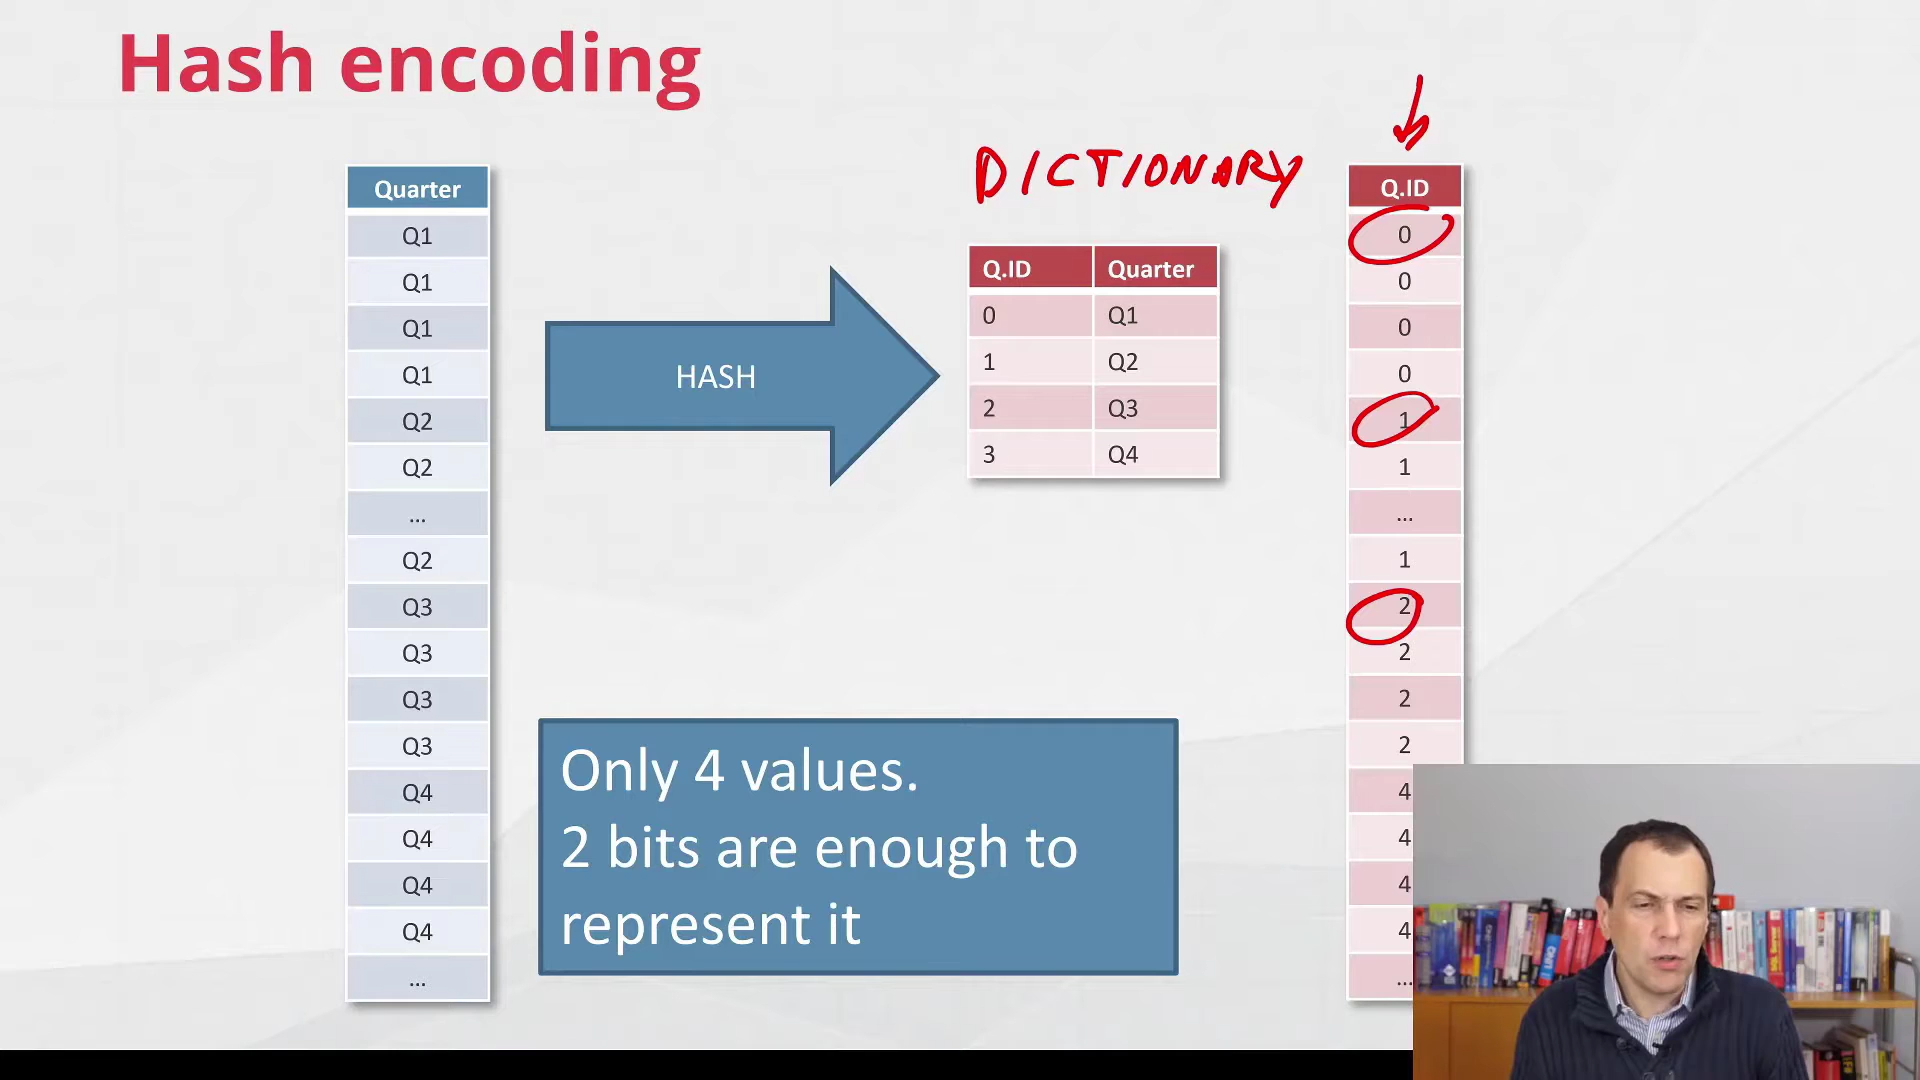 Hash encoding
Quarter
Q1
Q1
Q1
Q1
Q2
Q2
...
Q2
Q3
Q3
Q3
Q3
Q4
Q4
Q4
Q4
...
HASH
DICTIONARY
Q.ID Quarter
0 Q1
1 Q2
2 Q3
3 Q4
Only 4 values.
2 bits are enough to
represent it
Q.ID
0
0
0
0
1
1
...
1
2
2
2
2
4
4
4
4
...